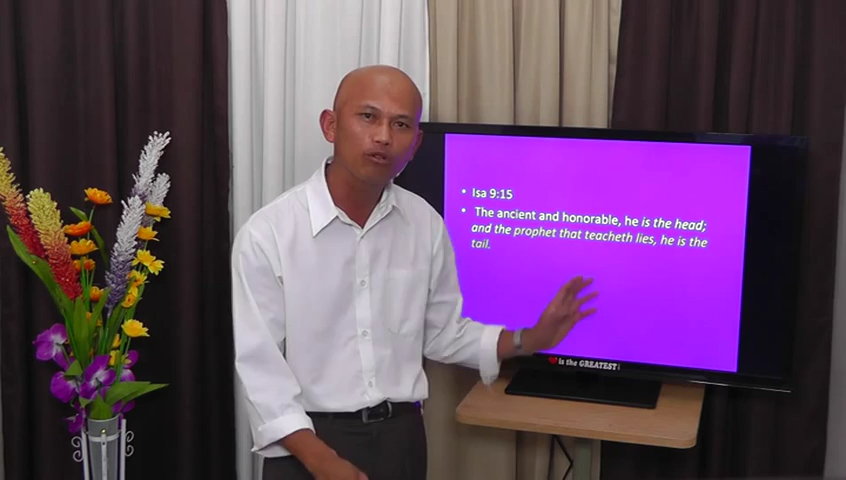 • Isa 9:15
• The ancient and honorable, he is the head;
and the prophet that teacheth lies, he is the
tail.
is the GREATEST!